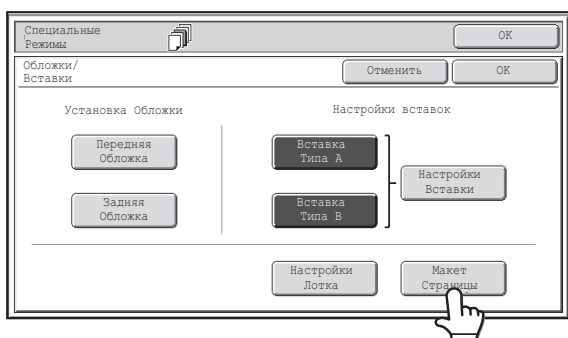 Специальные
Режимы
OK
Обложки/
Вставки
Отменить
OK
Установка Обложки
Настройки вставок
Передняя
Обложка
Вставка
Типа A
Настройки
Вставки
Задняя
Обложка
Вставка
Типа B
Настройки
Лотка
Макет
Страницы